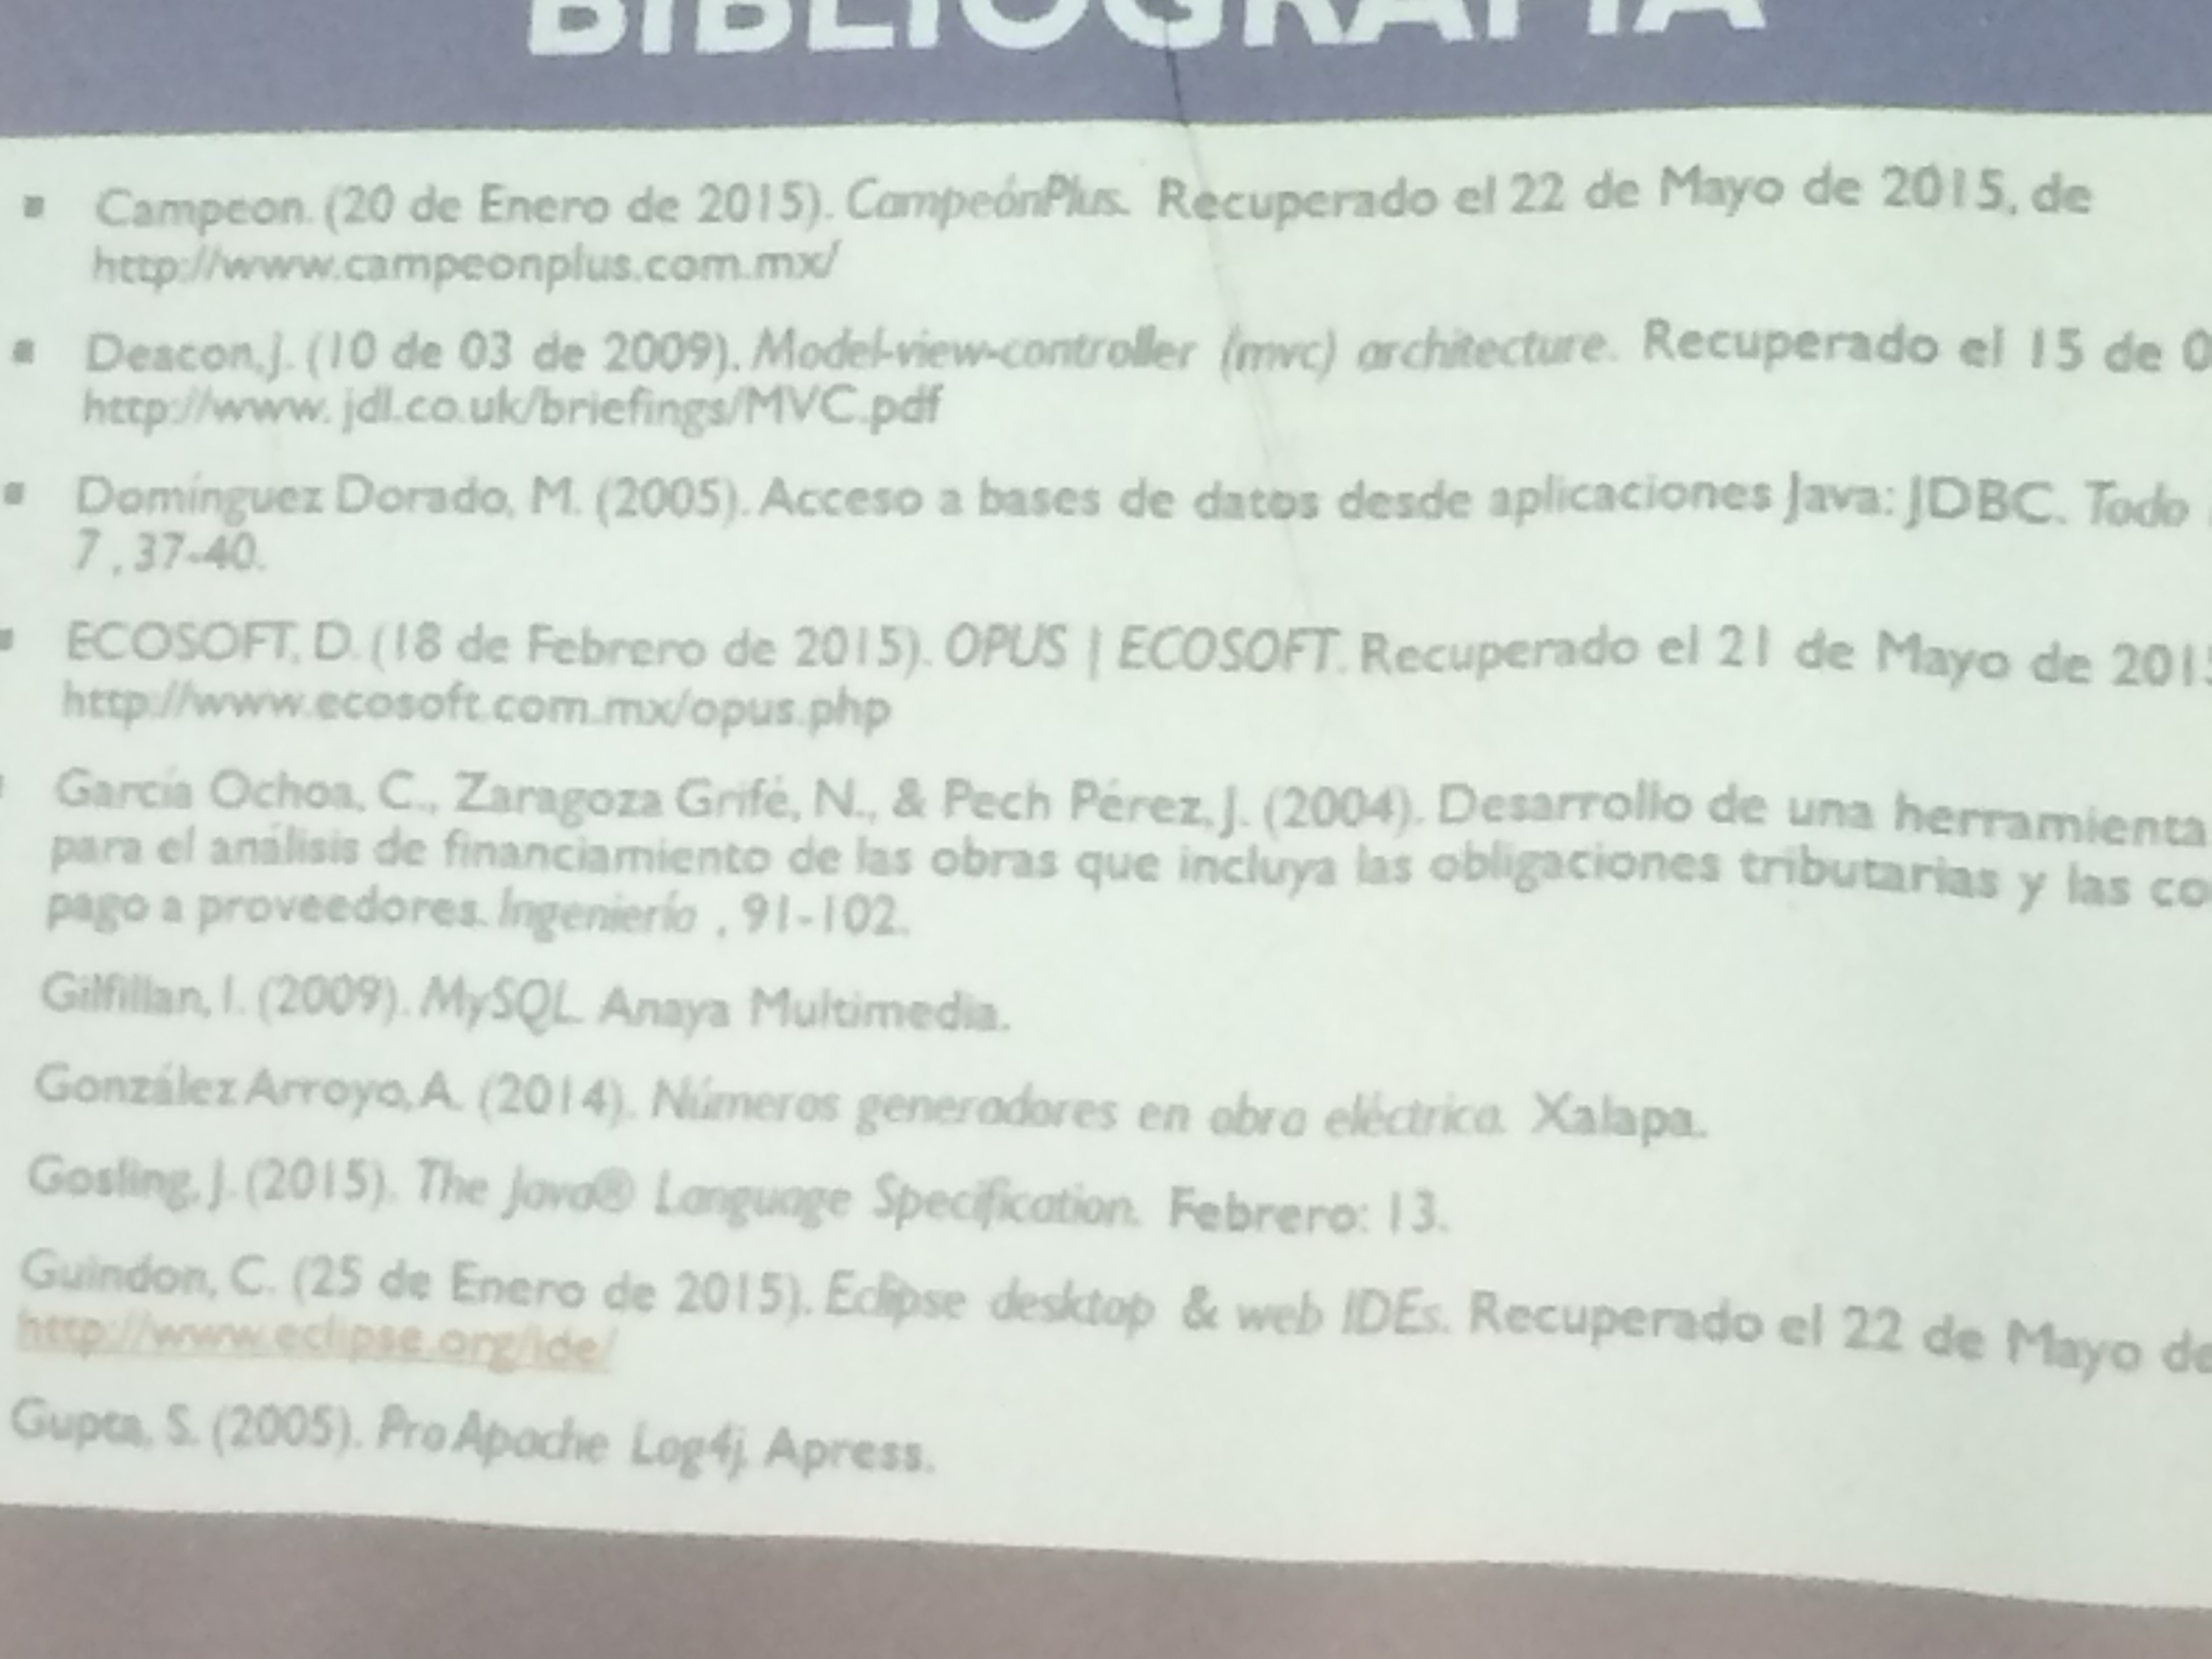 BIBLIOGRAFIA
Campeon. (20 de Enero de 2015). CampeónPlus. Recuperado el 22 de Mayo de 2015, de
http://www.campeonplus.com.mx/
Deacon, J. (10 de 03 de 2009). Model-view-controller (mvc) architecture. Recuperado el 15 de 0
http://www. jdl.co.uk/briefings/MVC.pdf
Domínguez Dorado, M. (2005). Acceso a bases de datos desde aplicaciones Java: JDBC. Todo
7 , 37-40.
ECOSOFT, D. (18 de Febrero de 2015). OPUS | ECOSOFT. Recuperado el 21 de Mayo de 2015
http://www.ecosoft.com.mx/opus.php
García Ochoa, C., Zaragoza Grifé, N., & Pech Pérez, J. (2004). Desarrollo de una herramienta
para el análisis de financiamiento de las obras que incluya las obligaciones tributarias y las co
pago a proveedores. Ingeniería , 91-102.
Gilfillan, I. (2009). MySQL. Anaya Multimedia.
González Arroyo, A. (2014). Números generadores en obra eléctrica. Xalapa.
Gosling, J. (2015). The Java® Language Specification. Febrero: 13.
Guindon, C. (25 de Enero de 2015). Eclipse desktop & web IDEs. Recuperado el 22 de Mayo de
http://www.eclipse.org/ide/
Gupta, S. (2005). Pro Apache Log4j. Apress.